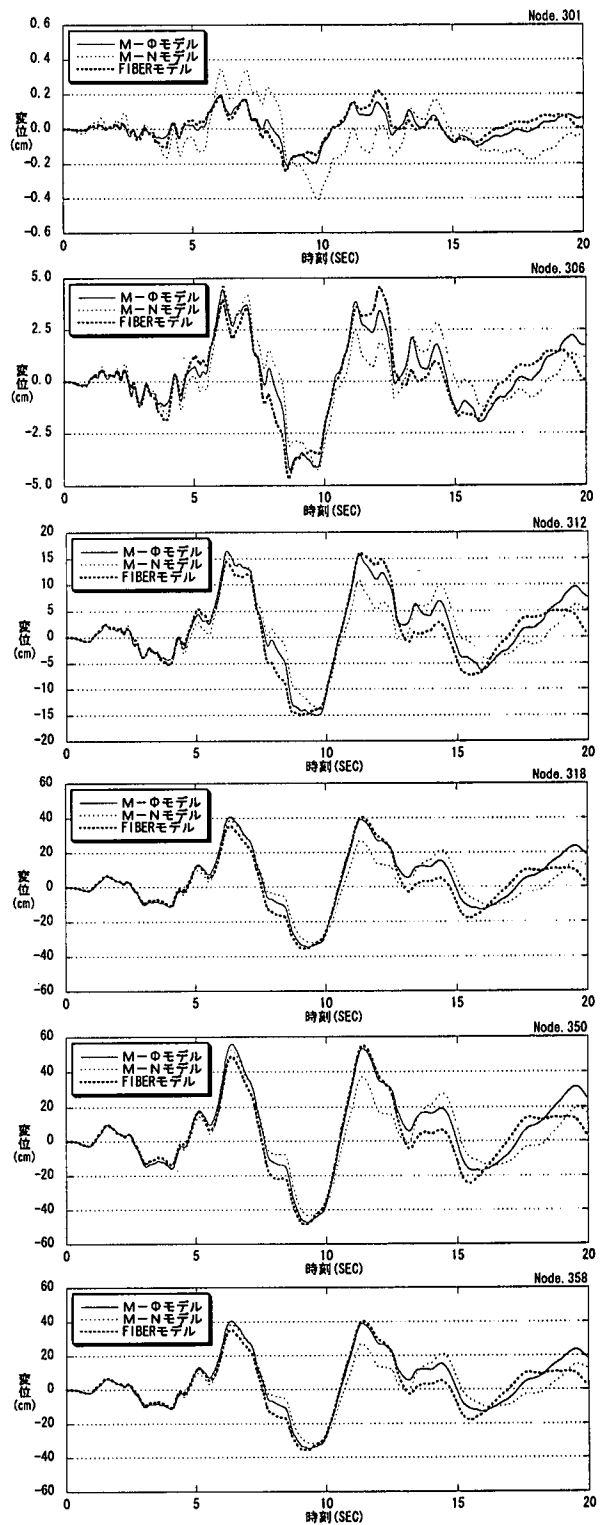 Node. 301
0.6
M-Φモデル
M-Nモデル
FIBERモデル
0.4
0.2
0.0
-0.2
-0.4
-0.6
変位
(cm)
0 5 10 15 20
時刻(SEC)
Node. 306
5.0
M-Φモデル
M-Nモデル
FIBERモデル
2.5
0.0
-2.5
-5.0
変位
(cm)
0 5 10 15 20
時刻(SEC)
Node. 312
20
M-Φモデル
M-Nモデル
FIBERモデル
15
10
5
0
-5
-10
-15
-20
変位
(cm)
0 5 10 15 20
時刻(SEC)
Node. 318
60
M-Φモデル
M-Nモデル
FIBERモデル
40
20
0
-20
-40
-60
変位
(cm)
0 5 10 15 20
時刻(SEC)
Node. 350
60
M-Φモデル
M-Nモデル
FIBERモデル
40
20
0
-20
-40
-60
変位
(cm)
0 5 10 15 20
時刻(SEC)
Node. 358
60
M-Φモデル
M-Nモデル
FIBERモデル
40
20
0
-20
-40
-60
変位
(cm)
0 5 10 15 20
時刻(SEC)